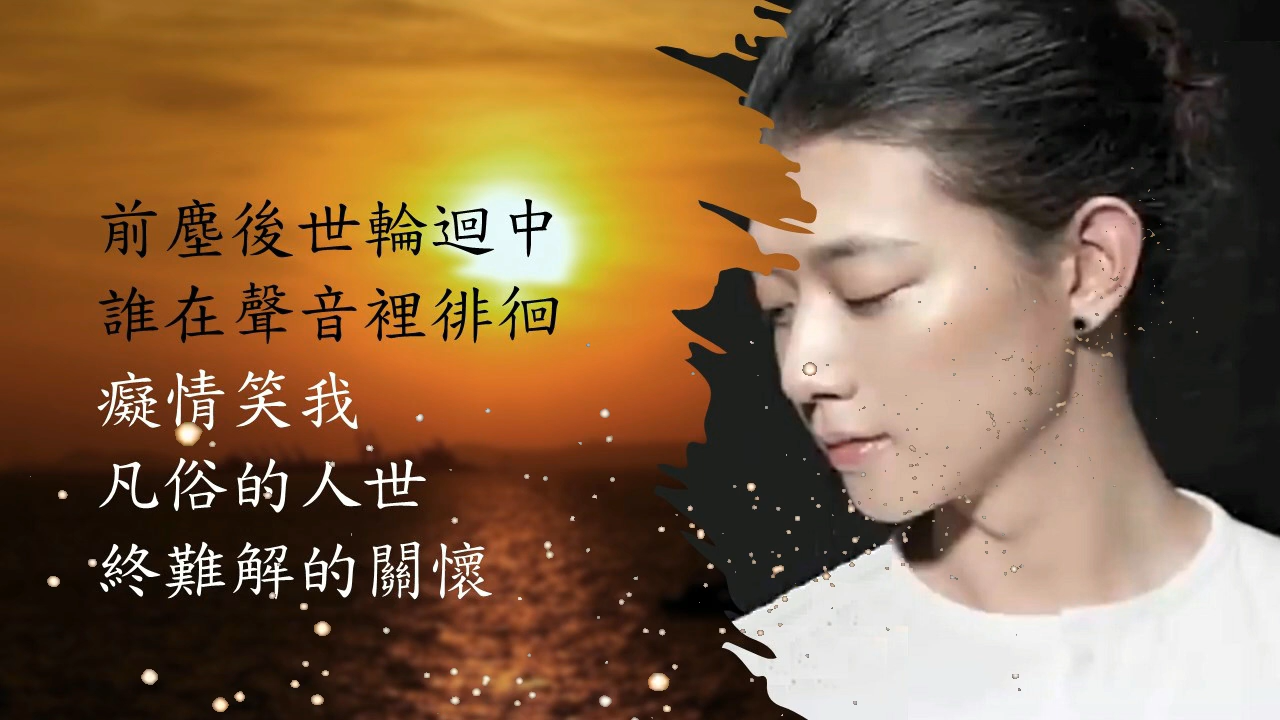 前塵後世輪迴中
誰在聲音裡徘徊
癡情笑我
凡俗的人世
終難解的關懷